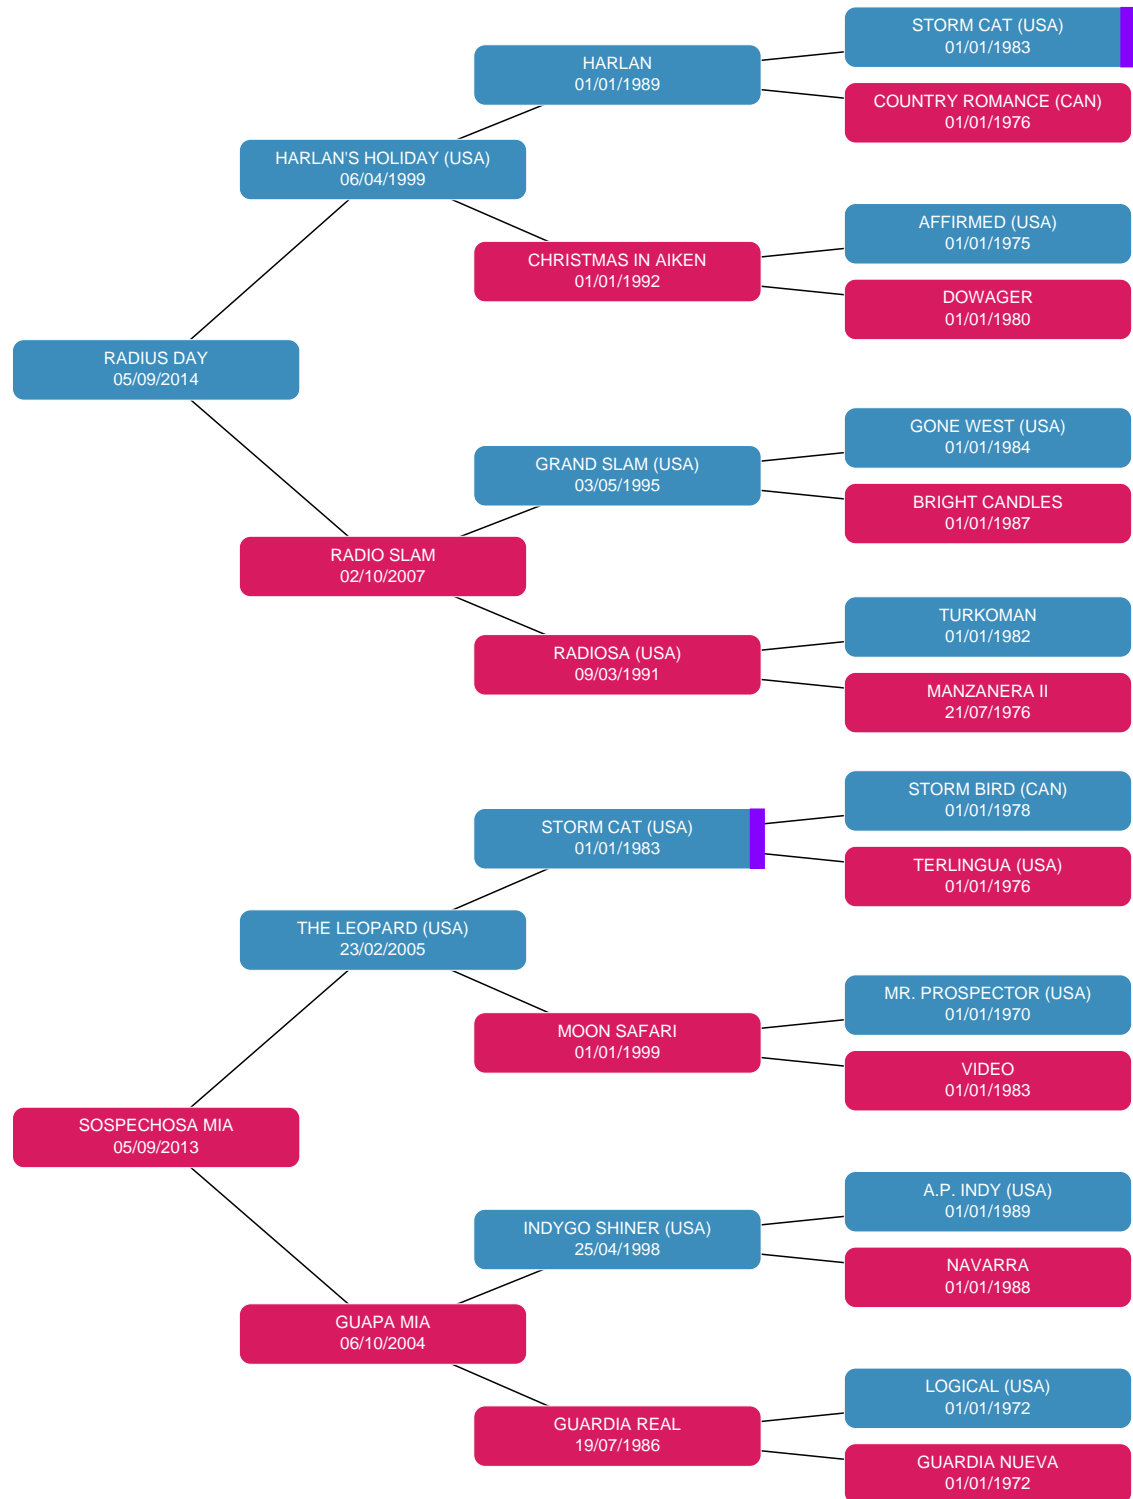 STORM CAT (USA)
01/01/1983
HARLAN
01/01/1989
COUNTRY ROMANCE (CAN)
01/01/1976
HARLAN'S HOLIDAY (USA)
06/04/1999
AFFIRMED (USA)
01/01/1975
CHRISTMAS IN AIKEN
01/01/1992
DOWAGER
01/01/1980
RADIUS DAY
05/09/2014
GONE WEST (USA)
01/01/1984
GRAND SLAM (USA)
03/05/1995
BRIGHT CANDLES
01/01/1987
RADIO SLAM
02/10/2007
TURKOMAN
01/01/1982
RADIOSA (USA)
09/03/1991
MANZANERA II
21/07/1976
STORM BIRD (CAN)
01/01/1978
STORM CAT (USA)
01/01/1983
TERLINGUA (USA)
01/01/1976
THE LEOPARD (USA)
23/02/2005
MR. PROSPECTOR (USA)
01/01/1970
MOON SAFARI
01/01/1999
VIDEO
01/01/1983
SOSPECHOSA MIA
05/09/2013
A.P. INDY (USA)
01/01/1989
INDYGO SHINER (USA)
25/04/1998
NAVARRA
01/01/1988
GUAPA MIA
06/10/2004
LOGICAL (USA)
01/01/1972
GUARDIA REAL
19/07/1986
GUARDIA NUEVA
01/01/1972